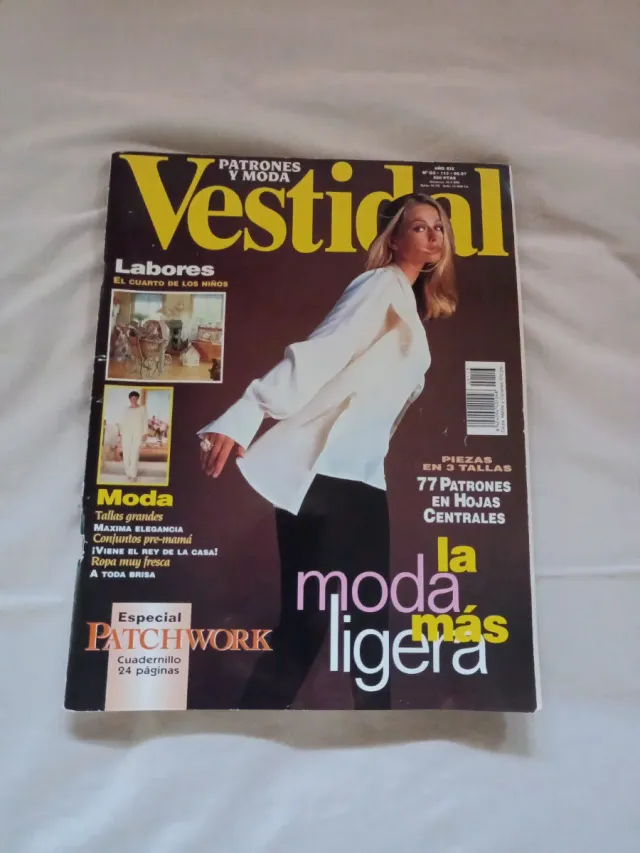 PATRONES
Y MODA
Vestidal
AÑO XIX
Labores
EL CUARTO DE LOS NIÑOS
PIEZAS
EN 3 TALLAS
77 PATRONES
EN HOJAS
CENTRALES
Moda
Tallas grandes
MAXIMA ELEGANCIA
Conjuntos pre-mamá
¡VIENE EL REY DE LA CASA!
Ropa muy fresca
A TODA BRISA
la
moda
más
ligera
Especial
PATCHWORK
Cuadernillo
24 páginas